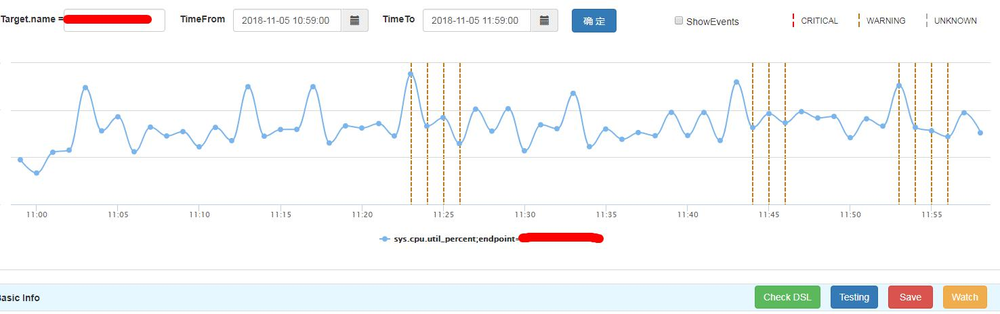 Target.name =
TimeFrom 2018-11-05 10:59:00 TimeTo 2018-11-05 11:59:00 确定 ShowEvents CRITICAL WARNING UNKNOWN
11:00 11:05 11:10 11:15 11:20 11:25 11:30 11:35 11:40 11:45 11:50 11:55
sys.cpu.util_percent;endpoint=
Basic Info Check DSL Testing Save Watch